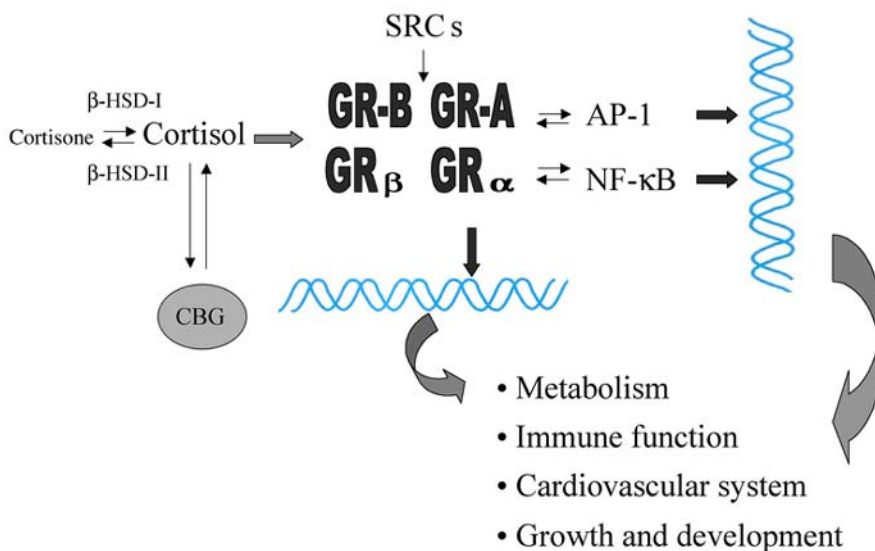 SRCs
GR-B GR-A
AP-1
β-HSD-I
Cortisone
Cortisol
β-HSD-II
GRβ GRα
NF-κB
CBG
• Metabolism
• Immune function
• Cardiovascular system
• Growth and development